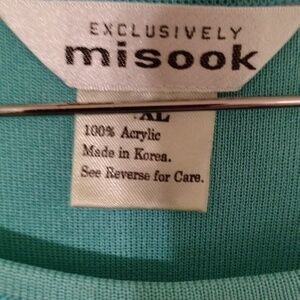 EXCLUSIVELY
misook
XL
100% Acrylic
Made in Korea.
See Reverse for Care.